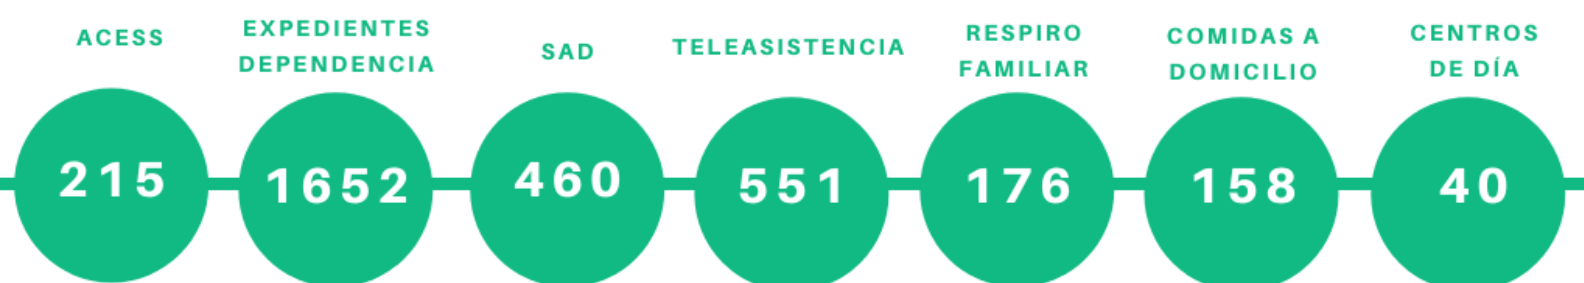 ACESS
215
EXPEDIENTES
DEPENDENCIA
1652
SAD
460
TELEASISTENCIA
551
RESPIRO
FAMILIAR
176
COMIDAS A
DOMICILIO
158
CENTROS
DE DÍA
40